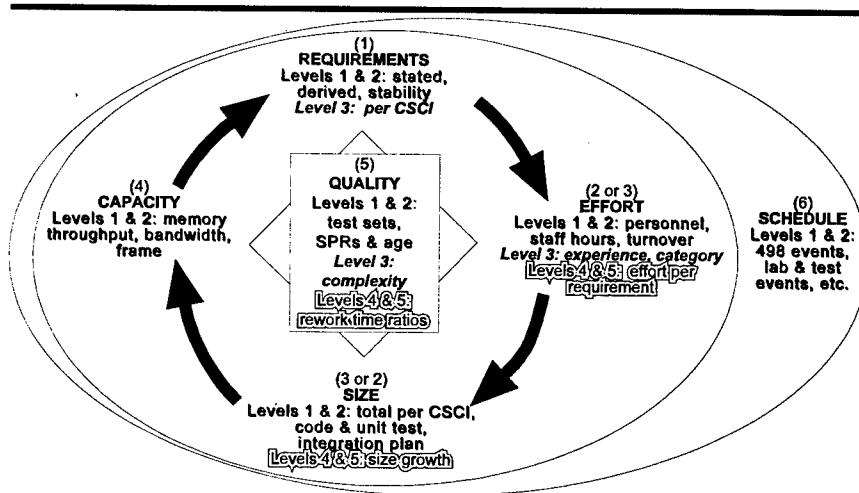 (1)
REQUIREMENTS
Levels 1 & 2: stated,
derived, stability
Level 3: per CSCI
(5)
QUALITY
Levels 1 & 2:
test sets,
SPRs & age
Level 3:
complexity
Levels 4 & 5:
rework time ratios
(4)
CAPACITY
Levels 1 & 2: memory
throughput, bandwidth,
frame
(2 or 3)
EFFORT
Levels 1 & 2: personnel,
staff hours, turnover
Level 3: experience, category
Levels 4 & 5: effort per
requirement
(6)
SCHEDULE
Levels 1 & 2:
498 events,
lab & test
events, etc.
(3 or 2)
SIZE
Levels 1 & 2: total per CSCI,
code & unit test,
integration plan
Levels 4 & 5: size growth